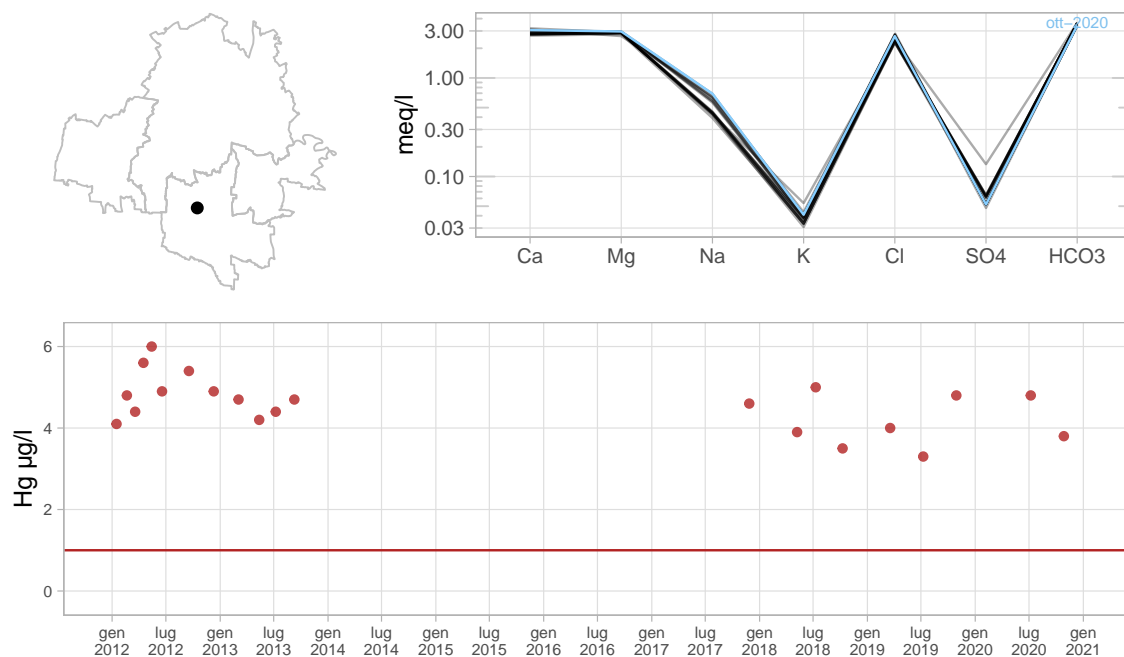 ott−2020
3.00
1.00
0.30
0.10
0.03
meq/l
Ca Mg Na K Cl SO4 HCO3
6
4
2
0
Hg µg/l
gen lug gen lug gen lug gen lug gen lug gen lug gen lug gen lug gen lug gen
2012 2012 2013 2013 2014 2014 2015 2015 2016 2016 2017 2017 2018 2018 2019 2019 2020 2020 2021